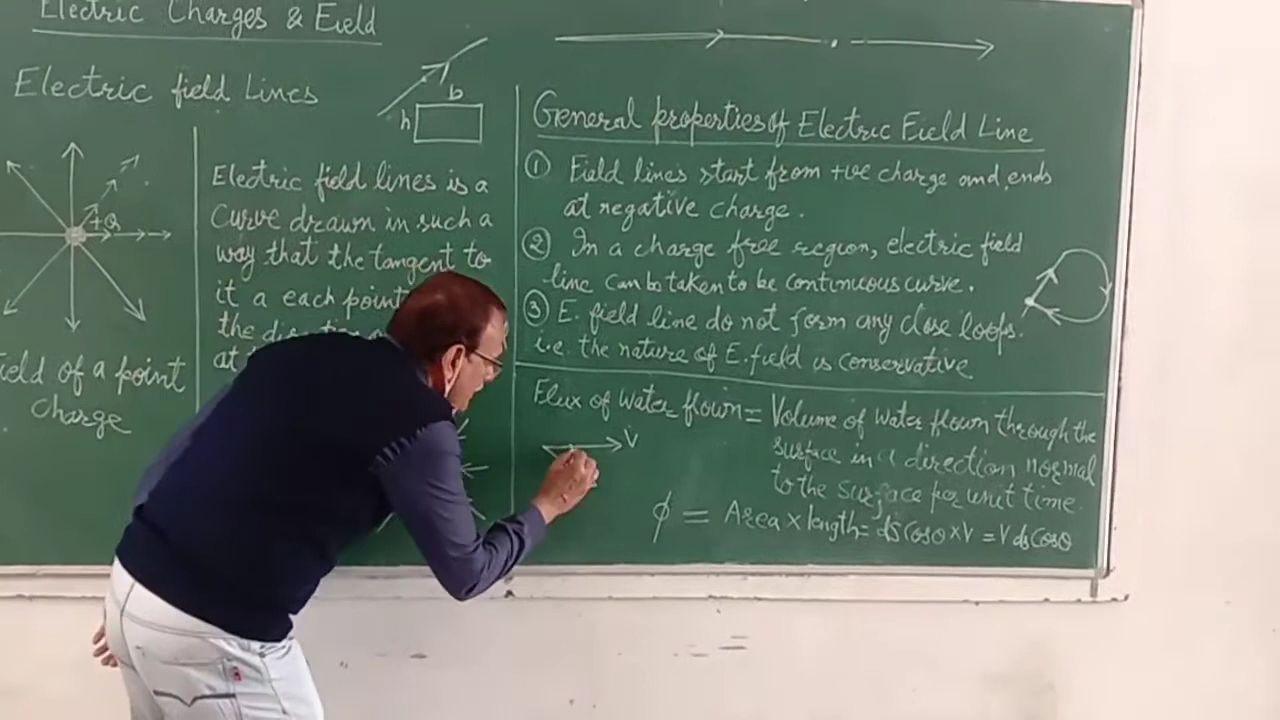 Electric Charges & Field
Electric field Lines
b
h
+Q
ield of a point
charge
Electric field lines is a
curve drawn in such a
way that the tangent to
it a each point
the
at
General properties of Electric Field Line
① Field lines start from +ve charge and ends
at negative charge.
② In a charge free region, electric field
line can be taken to be continuous curve.
③ E. field line do not form any close loops.
i.e. the nature of E. field is conservative
Flux of water flown = Volume of water flown through the
surface in a direction normal
to the surface per unit time.
V
ϕ = Area × length = ds Cosθ × V = V ds Cosθ